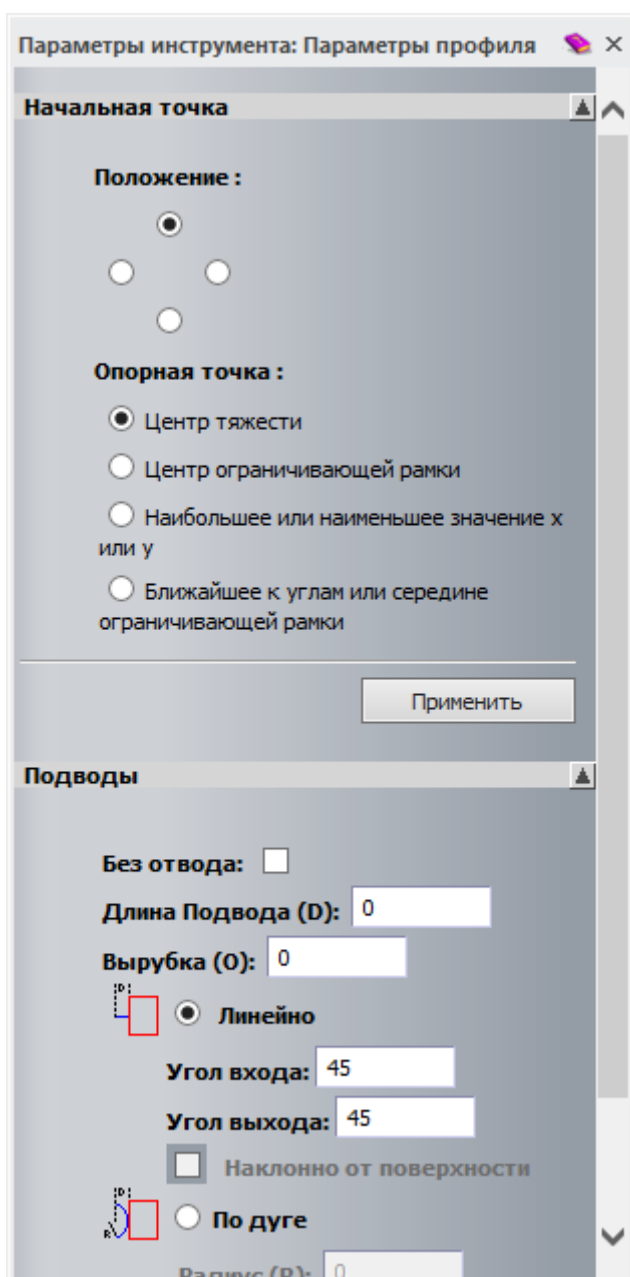 Параметры инструмента: Параметры профиля
Начальная точка
Положение :
Опорная точка :
Центр тяжести
Центр ограничивающей рамки
Наибольшее или наименьшее значение x
или y
Ближайшее к углам или середине
ограничивающей рамки
Применить
Подводы
Без отвода:
Длина Подвода (D): 0
Вырубка (O): 0
D
Линейно
Угол входа: 45
Угол выхода: 45
Наклонно от поверхности
D
R
По дуге
Радиус (R): 0